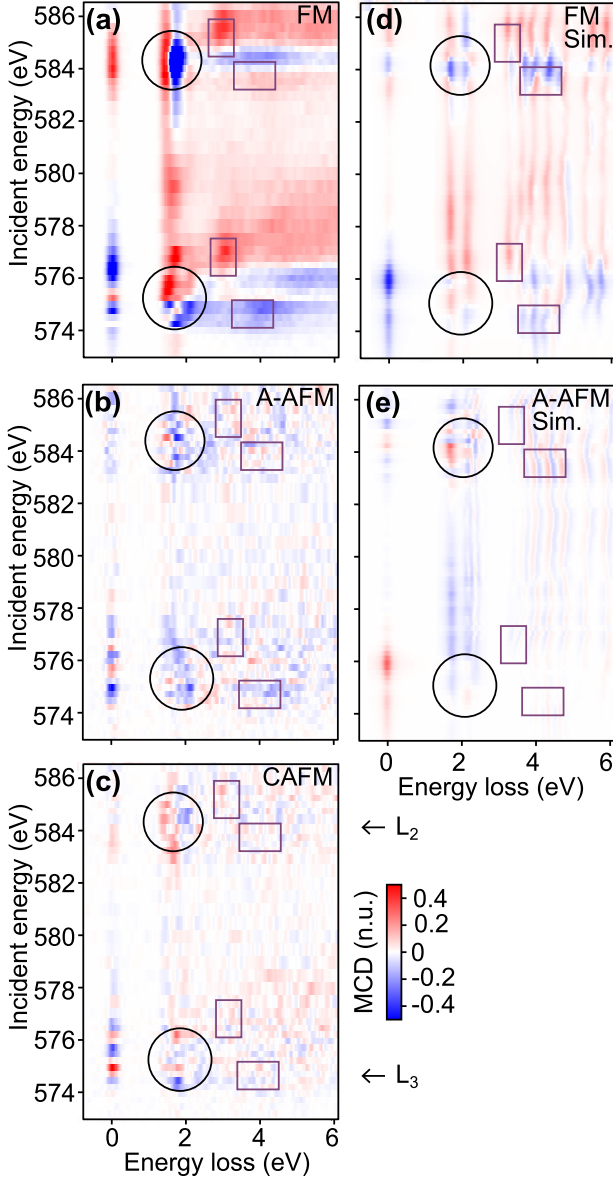 (a) FM
586
584
582
580
578
576
574
Incident energy (eV)
(d) FM
Sim.
(b) A-AFM
586
584
582
580
578
576
574
Incident energy (eV)
(e) A-AFM
Sim.
0 2 4 6
Energy loss (eV)
(c) CAFM
586
584
582
580
578
576
574
Incident energy (eV)
0 2 4 6
Energy loss (eV)
← L₂
MCD (n.u.)
0.4
0.2
0
-0.2
-0.4
← L₃